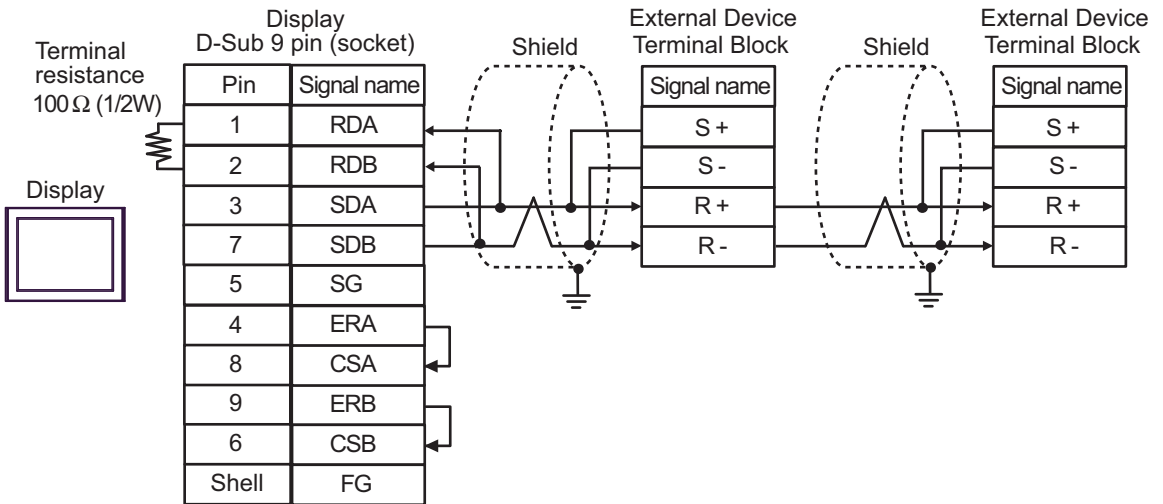 Display
D-Sub 9 pin (socket)
Terminal
resistance
100Ω (1/2W)
Display
Pin Signal name
1 RDA
2 RDB
3 SDA
7 SDB
5 SG
4 ERA
8 CSA
9 ERB
6 CSB
Shell FG
Shield
External Device
Terminal Block
Signal name
S +
S -
R +
R -
Shield
External Device
Terminal Block
Signal name
S +
S -
R +
R -